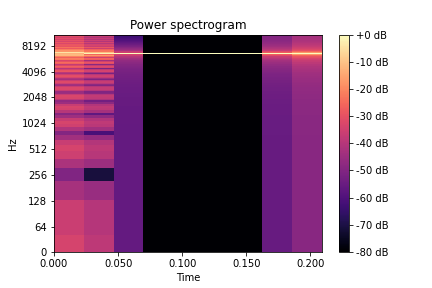 Power spectrogram
Hz
8192
4096
2048
1024
512
256
128
64
0
0.000 0.050 0.100 0.150 0.200
Time
+0 dB
-10 dB
-20 dB
-30 dB
-40 dB
-50 dB
-60 dB
-70 dB
-80 dB